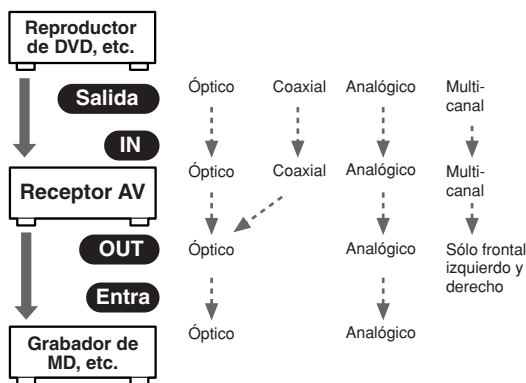 Reproductor
de DVD, etc.
Salida
Óptico
Coaxial
Analógico
Multi-
canal
IN
Receptor AV
Óptico
Coaxial
Analógico
Multi-
canal
OUT
Óptico
Analógico
Sólo frontal
izquierdo y
derecho
Entra
Grabador de
MD, etc.
Óptico
Analógico